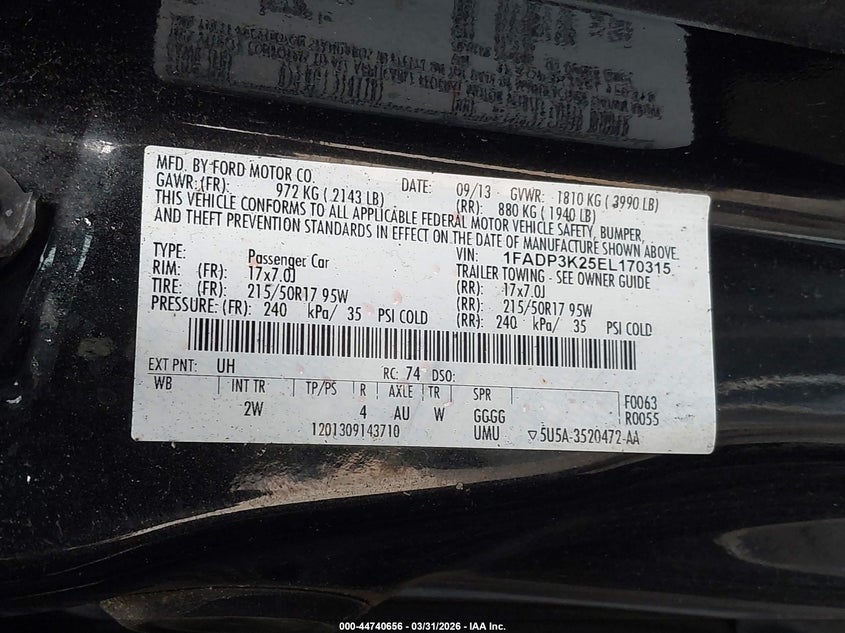 MFD. BY FORD MOTOR CO. DATE: 09/13 GVWR: 1810 KG ( 3990 LB)
GAWR:(FR): 972 KG ( 2143 LB) (RR): 880 KG ( 1940 LB)
THIS VEHICLE CONFORMS TO ALL APPLICABLE FEDERAL MOTOR VEHICLE SAFETY, BUMPER,
AND THEFT PREVENTION STANDARDS IN EFFECT ON THE DATE OF MANUFACTURE SHOWN ABOVE.
VIN: 1FADP3K25EL170315
TYPE: Passenger Car TRAILER TOWING - SEE OWNER GUIDE
RIM: (FR): 17x7.0J (RR): 17x7.0J
TIRE: (FR): 215/50R17 95W (RR): 215/50R17 95W
PRESSURE: (FR): 240 kPa/ 35 PSI COLD (RR): 240 kPa/ 35 PSI COLD
EXT PNT: UH RC: 74 DSO:
WB INT TR TP/PS R AXLE TR SPR F0063
2W 4 AU W GGGG R0055
1201309143710 UMU ▽5U5A-3520472-AA
000-44740656 - 03/31/2026 - IAA Inc.